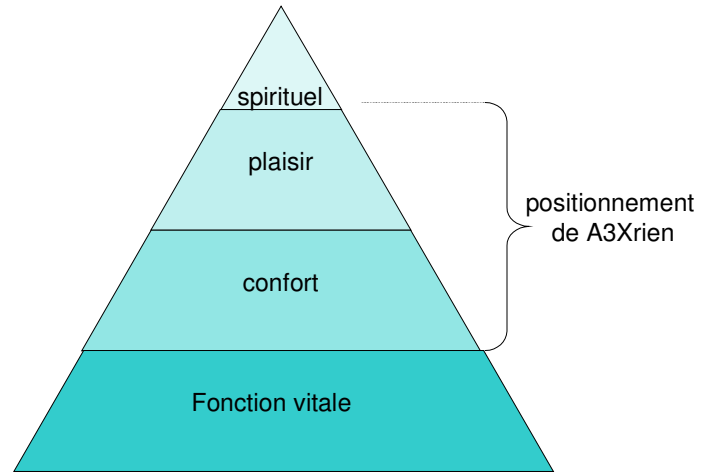 spirituel
plaisir
positionnement
de A3Xrien
confort
Fonction vitale